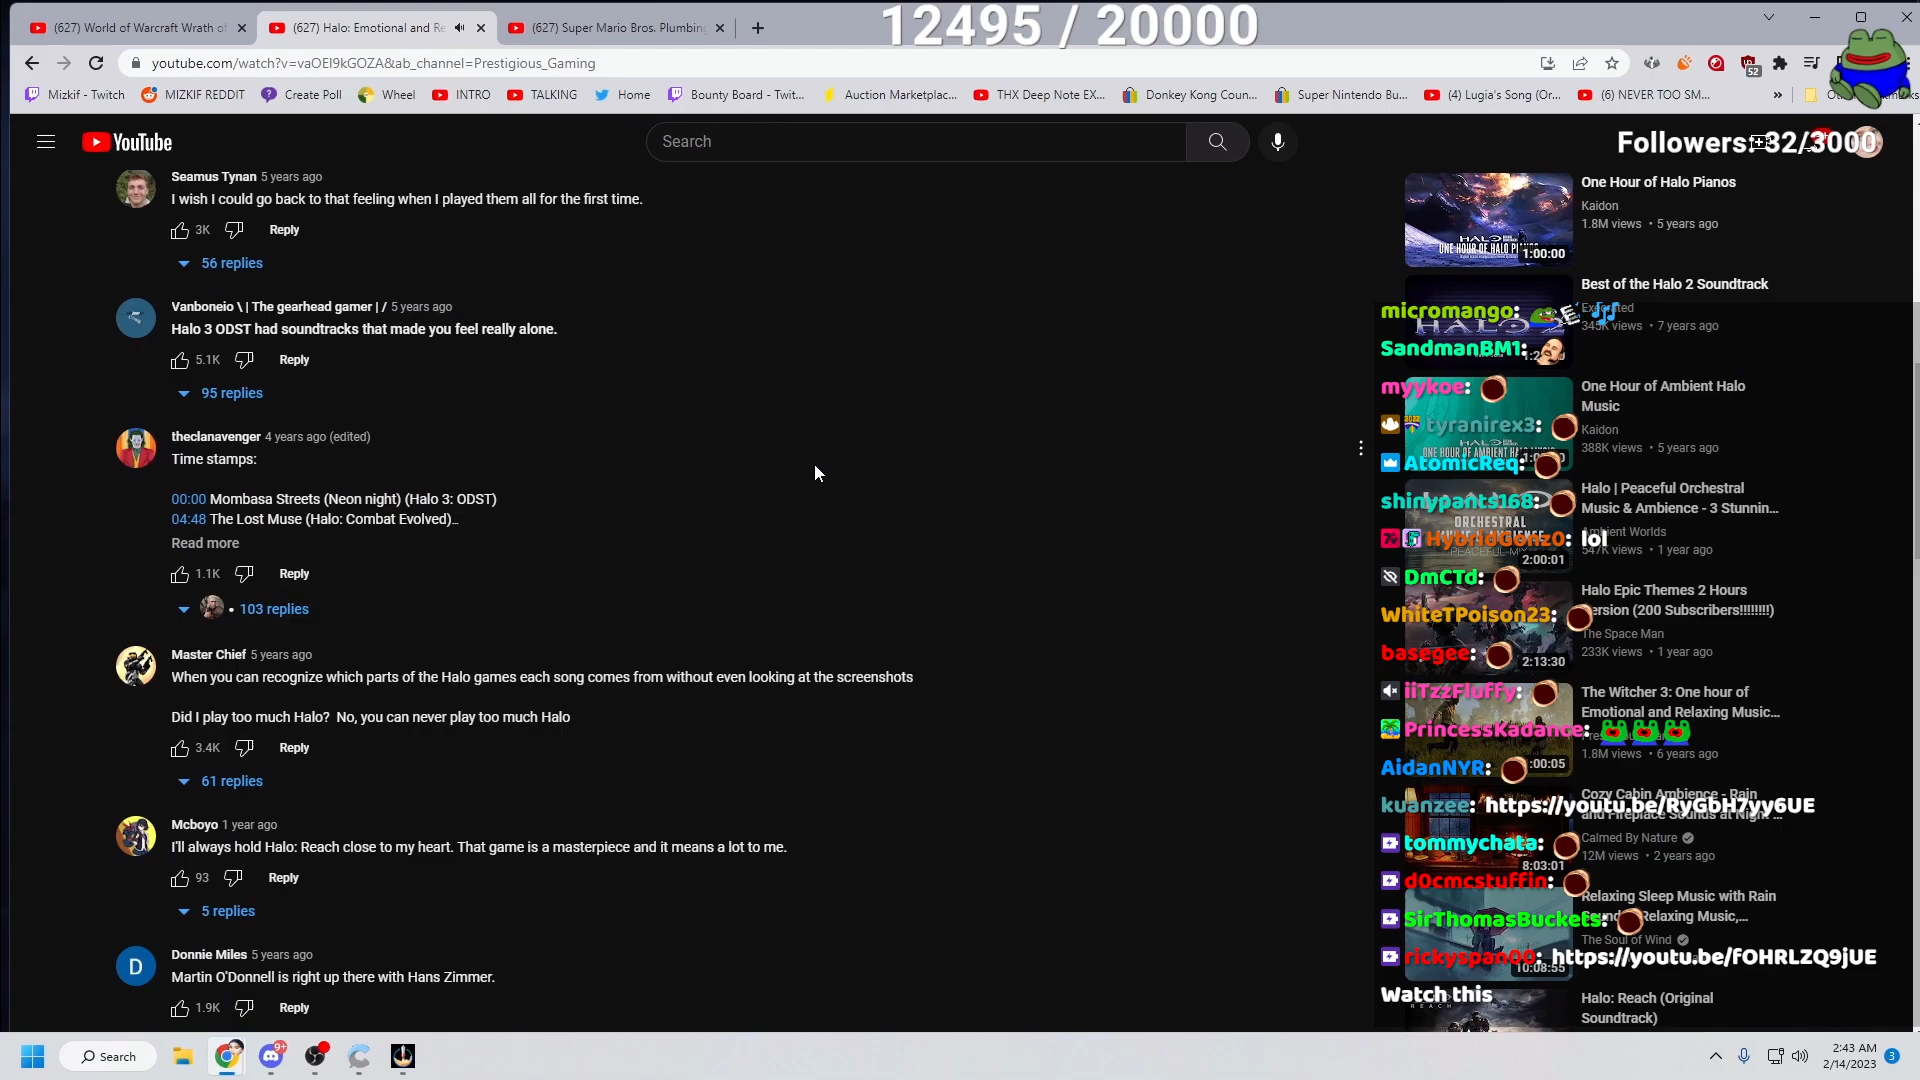 12495 / 20000
(627) World of Warcraft Wrath of
(627) Halo: Emotional and Re
(627) Super Mario Bros. Plumbing
youtube.com/watch?v=vaOEI9kGOZA&ab_channel=Prestigious_Gaming
52
Mizkif - Twitch
MIZKIF REDDIT
Create Poll
Wheel
INTRO
TALKING
Home
Bounty Board - Twit...
Auction Marketplac...
THX Deep Note EX...
Donkey Kong Coun...
Super Nintendo Bu...
(4) Lugia's Song (Or...
(6) NEVER TOO SM...
»
YouTube
Search
Followers: 32/3000
Seamus Tynan 5 years ago
I wish I could go back to that feeling when I played them all for the first time.
3K Reply
56 replies
Vanboneio \ | The gearhead gamer | / 5 years ago
Halo 3 ODST had soundtracks that made you feel really alone.
5.1K Reply
95 replies
theclanavenger 4 years ago (edited)
Time stamps:
00:00 Mombasa Streets (Neon night) (Halo 3: ODST)
04:48 The Lost Muse (Halo: Combat Evolved)...
Read more
1.1K Reply
• 103 replies
Master Chief 5 years ago
When you can recognize which parts of the Halo games each song comes from without even looking at the screenshots
Did I play too much Halo? No, you can never play too much Halo
3.4K Reply
61 replies
Mcboyo 1 year ago
I'll always hold Halo: Reach close to my heart. That game is a masterpiece and it means a lot to me.
93 Reply
5 replies
D
Donnie Miles 5 years ago
Martin O'Donnell is right up there with Hans Zimmer.
1.9K Reply
One Hour of Halo Pianos
Kaidon
1.8M views • 5 years ago
1:00:00
Best of the Halo 2 Soundtrack
345K views • 7 years ago
One Hour of Ambient Halo
Music
Kaidon
388K views • 5 years ago
Halo | Peaceful Orchestral
Music & Ambience - 3 Stunnin...
Ambient Worlds
547K views • 1 year ago
ORCHESTRAL
2:00:01
Halo Epic Themes 2 Hours
Version (200 Subscribers!!!!!!!!)
The Space Man
233K views • 1 year ago
2:13:30
The Witcher 3: One hour of
Emotional and Relaxing Music...
1.8M views • 6 years ago
:00:05
Cozy Cabin Ambience - Rain
and Fireplace Sounds at Night ...
Calmed By Nature
12M views • 2 years ago
8:03:01
Relaxing Sleep Music with Rain
Relaxing Music,...
The Soul of Wind
10:08:55
Halo: Reach (Original
Soundtrack)
micromango:
SandmanBM1:
myykoe:
tyranirex3:
AtomicReq:
shinypants168:
HybridGonz0: lol
DmCTd:
WhiteTPoison23:
basegee:
iiTzzFluffy:
PrincessKadance:
AidanNYR:
kuanzee: https://youtu.be/RyGbH7yy6UE
tommychata:
d0cmcstuffin:
SirThomasBuckets:
rickyspan00: https://youtu.be/fOHRLZQ9jUE
Watch this
Search
9+
2:43 AM
2/14/2023
3